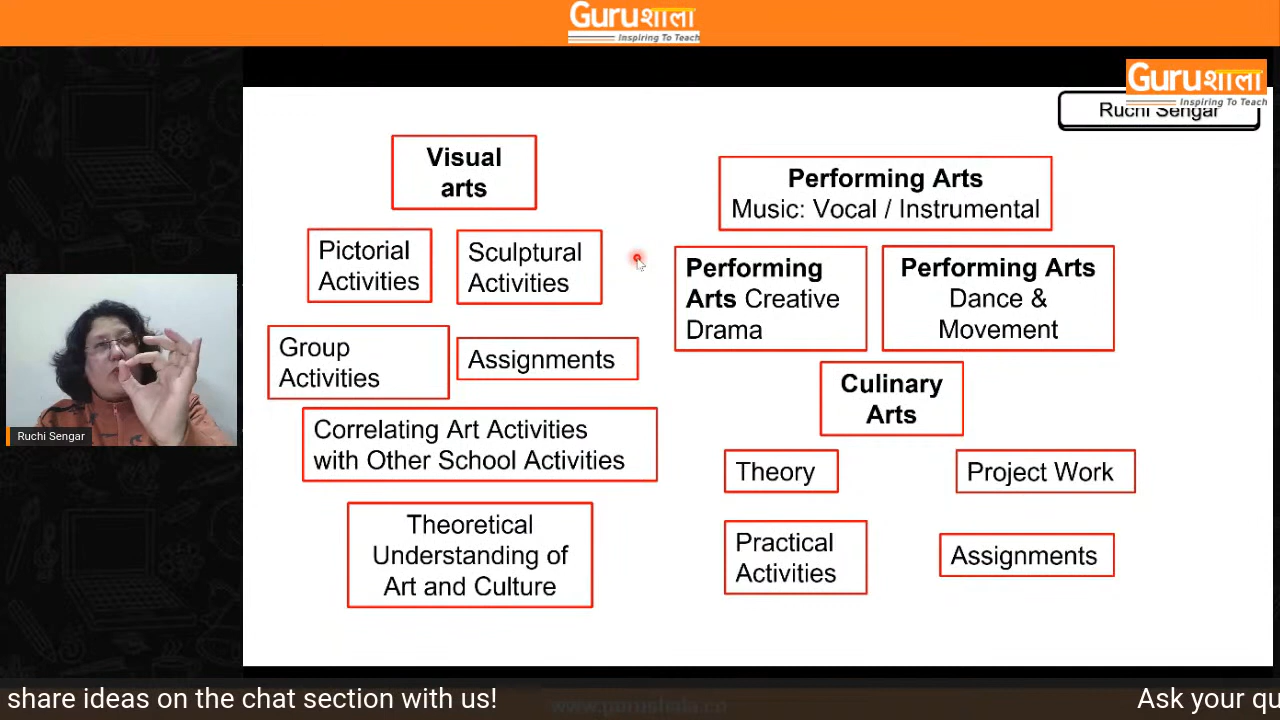 Guruशाला
Inspiring To Teach
Guruशाला
Inspiring To Teach
Ruchi Sengar
Visual
arts
Pictorial
Activities
Sculptural
Activities
Group
Activities
Assignments
Correlating Art Activities
with Other School Activities
Theoretical
Understanding of
Art and Culture
Performing Arts
Music: Vocal / Instrumental
Performing
Arts Creative
Drama
Performing Arts
Dance &
Movement
Culinary
Arts
Theory
Project Work
Practical
Activities
Assignments
Ruchi Sengar
share ideas on the chat section with us!
Ask your qu